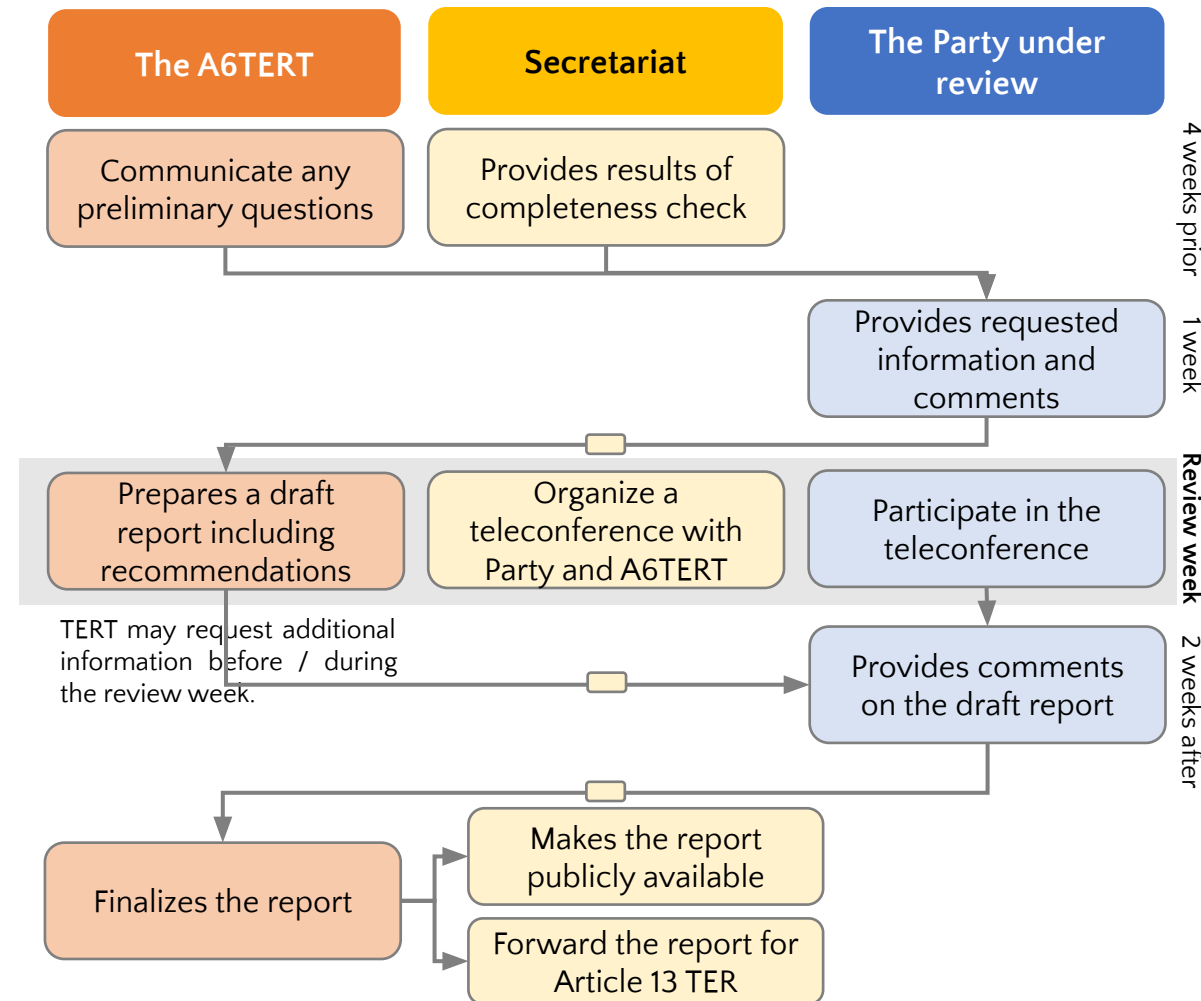 The A6TERT
Secretariat
The Party under
review
4 weeks prior
Communicate any
preliminary questions
Provides results of
completeness check
1 week
Provides requested
information and
comments
Review week
Prepares a draft
report including
recommendations
Organize a
teleconference with
Party and A6TERT
Participate in the
teleconference
TERT may request additional
information before / during
the review week.
2 weeks after
Provides comments
on the draft report
Finalizes the report
Makes the report
publicly available
Forward the report for
Article 13 TER